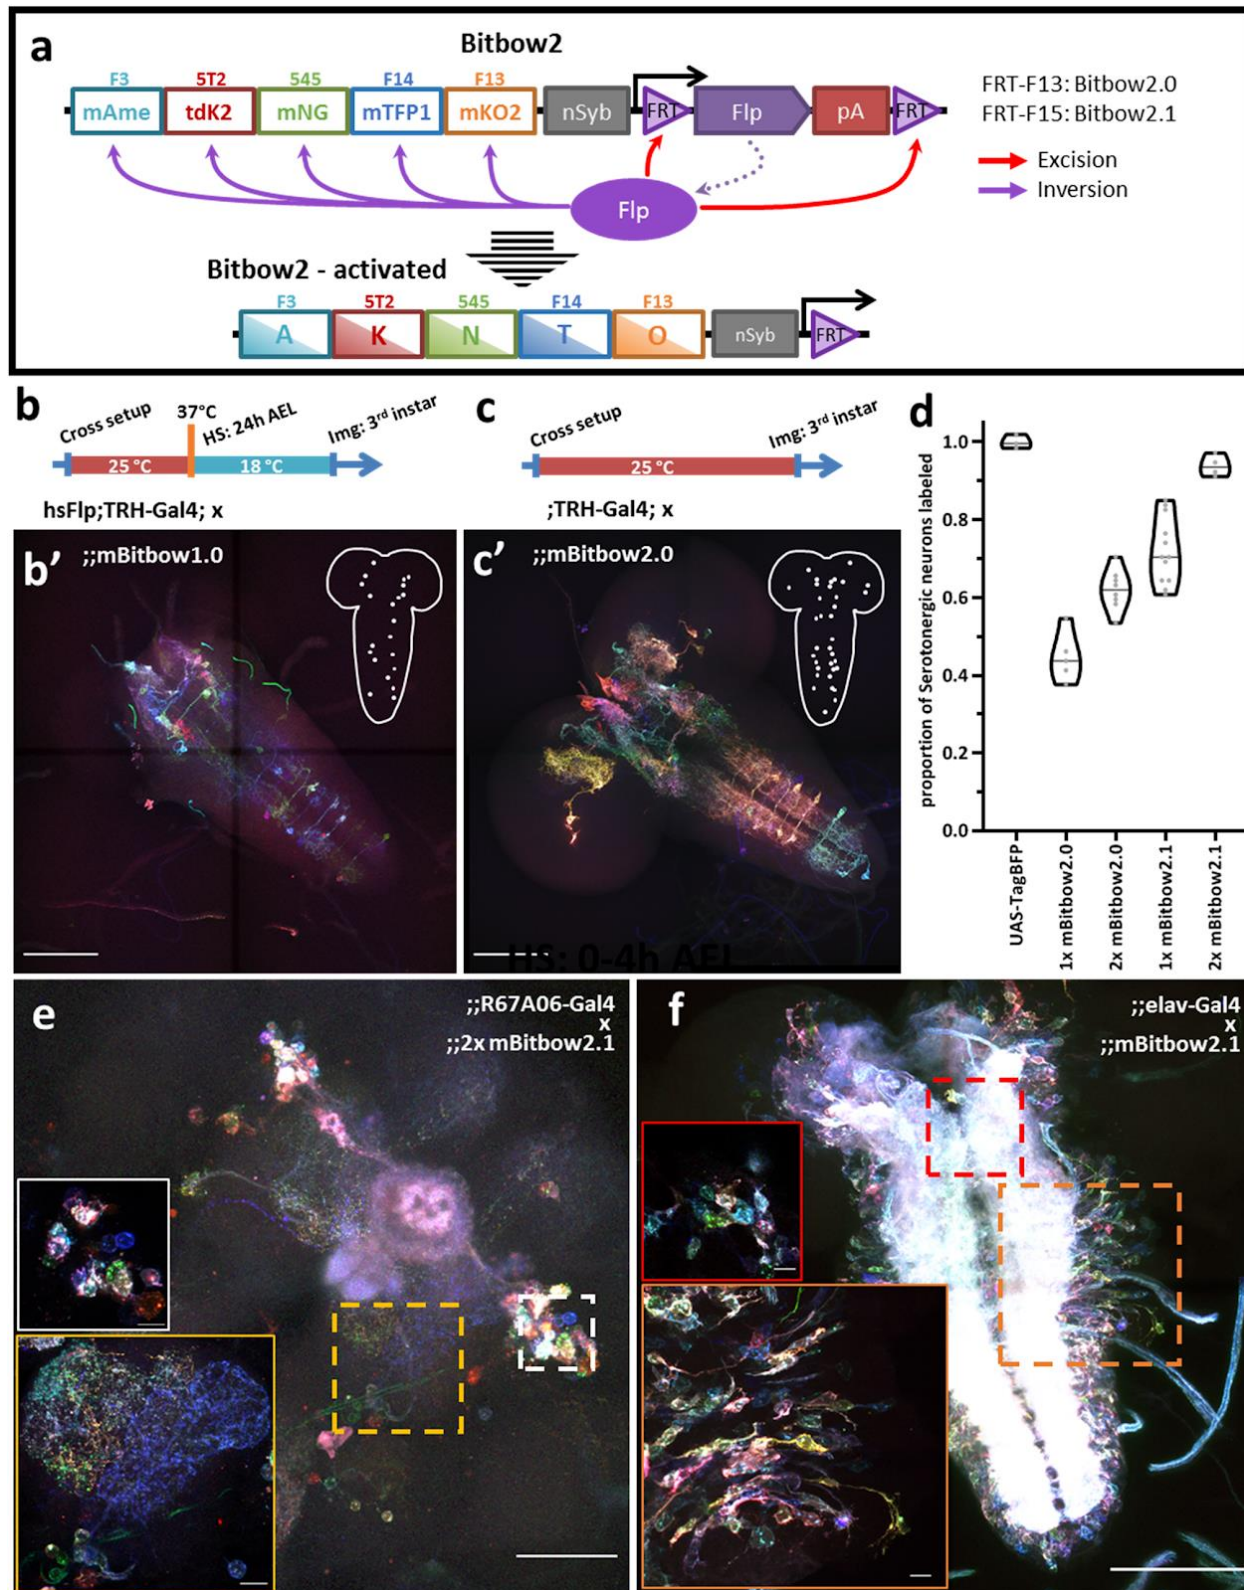 a
Bitbow2
F3 5T2 545 F14 F13
mAme tdK2 mNG mTFP1 mKO2 nSyb FRT Flp pA FRT
FRT-F13: Bitbow2.0
FRT-F15: Bitbow2.1
Excision
Inversion
Flp
Bitbow2 - activated
F3 5T2 545 F14 F13
A K N T O nSyb FRT
b
Cross setup 37°C HS: 24h AEL Img: 3rd instar
25 °C 18 °C
hsFlp;TRH-Gal4; x
b' ;;mBitbow1.0
c
Cross setup Img: 3rd instar
25 °C
;TRH-Gal4; x
c' ;;mBitbow2.0
HS: 0-4h AEL
d
proportion of Serotonergic neurons labeled
1.0
0.8
0.6
0.4
0.2
0.0
UAS-TagBFP
1x mBitbow2.0
2x mBitbow2.0
1x mBitbow2.1
2x mBitbow2.1
e
;;R67A06-Gal4
x
;;2x mBitbow2.1
f
;;elav-Gal4
x
;;mBitbow2.1